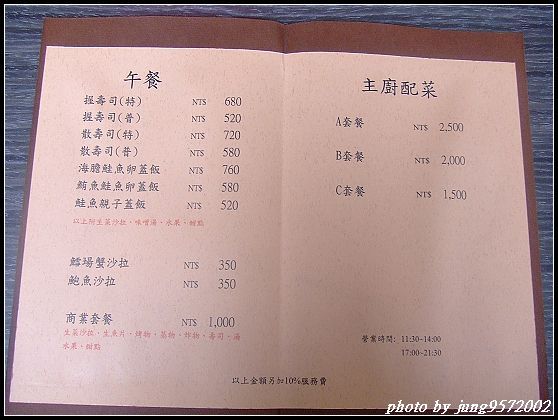 午餐
握壽司(特) NT$ 680
握壽司(普) NT$ 520
散壽司(特) NT$ 720
散壽司(普) NT$ 580
海膽鮭魚卵蓋飯 NT$ 760
鮪魚鮭魚卵蓋飯 NT$ 580
鮭魚親子蓋飯 NT$ 520
以上附生菜沙拉、味噌湯、水果、甜點
鱈場蟹沙拉 NT$ 350
鮑魚沙拉 NT$ 350
商業套餐 NT$ 1,000
生菜沙拉、生魚片、烤物、蒸物、炸物、壽司、湯
水果、甜點
主廚配菜
A套餐 NT$ 2,500
B套餐 NT$ 2,000
C套餐 NT$ 1,500
營業時間: 11:30~14:00
17:00~21:30
以上金額另加10%服務費
photo by jung9572002